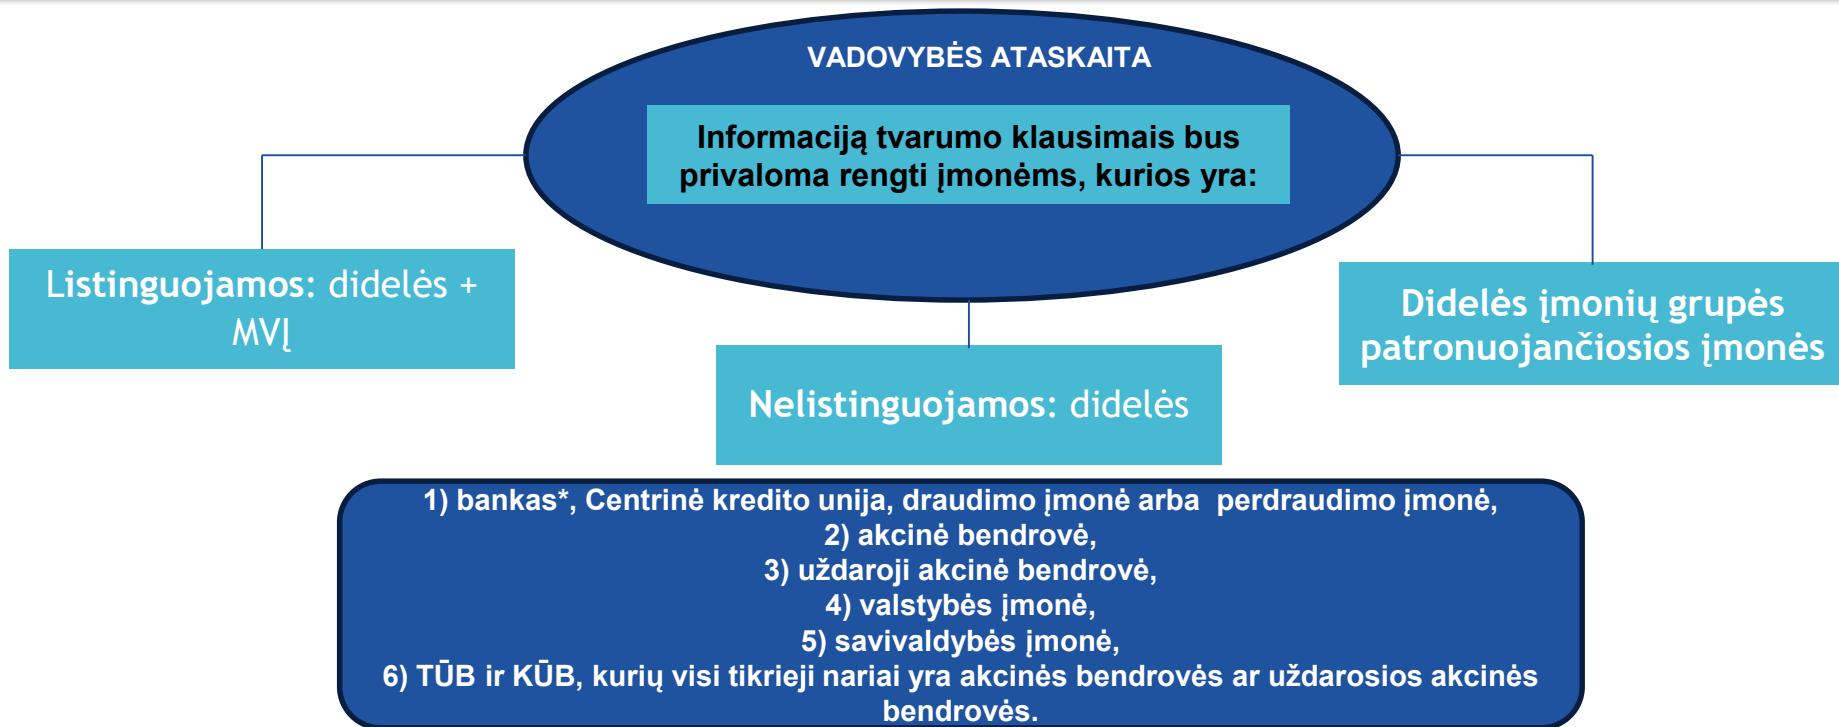 VADOVYBĖS ATASKAITA
Informaciją tvarumo klausimais bus
privaloma rengti įmonėms, kurios yra:
Listinguojamos: didelės +
MVĮ
Nelistinguojamos: didelės
Didelės įmonių grupės
patronuojančiosios įmonės
1) bankas*, Centrinė kredito unija, draudimo įmonė arba perdraudimo įmonė,
2) akcinė bendrovė,
3) uždaroji akcinė bendrovė,
4) valstybės įmonė,
5) savivaldybės įmonė,
6) TŪB ir KŪB, kurių visi tikrieji nariai yra akcinės bendrovės ar uždarosios akcinės
bendrovės.